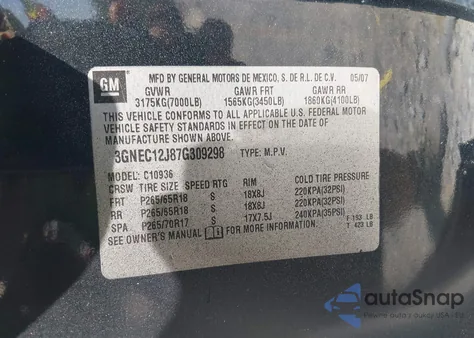 GM
MFD BY GENERAL MOTORS DE MEXICO, S. DE R.L. DE C.V. 05/07
GVWR GAWR FRT GAWR RR
3175KG(7000LB) 1565KG(3450LB) 1860KG(4100LB)
THIS VEHICLE CONFORMS TO ALL APPLICABLE U.S. FEDERAL MOTOR
VEHICLE SAFETY STANDARDS IN EFFECT ON THE DATE OF
MANUFACTURE SHOWN ABOVE.
3GNEC12J87G309298 TYPE: M.P.V.
MODEL: C10936
CRSW TIRE SIZE SPEED RTG RIM COLD TIRE PRESSURE
FRT P265/65R18 S 18X8J 220KPA(32PSI)
RR P265/65R18 S 18X8J 220KPA(32PSI)
SPA P265/70R17 S 17X7.5J 240KPA(35PSI)
SEE OWNER'S MANUAL FOR MORE INFORMATION
T 423 LB
autoSnap